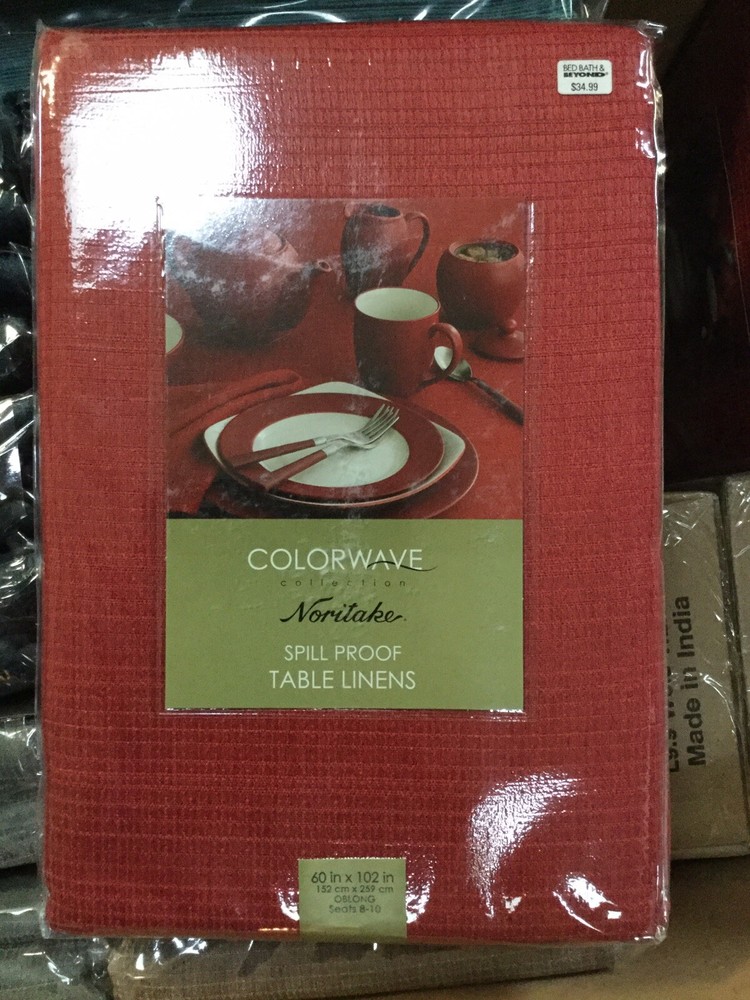 BED BATH &
BEYOND
$34.99
COLORWAVE
collection
Noritake
SPILL PROOF
TABLE LINENS
60 in x 102 in
152 cm x 259 cm
OBLONG
Seats 8-10
Made in India